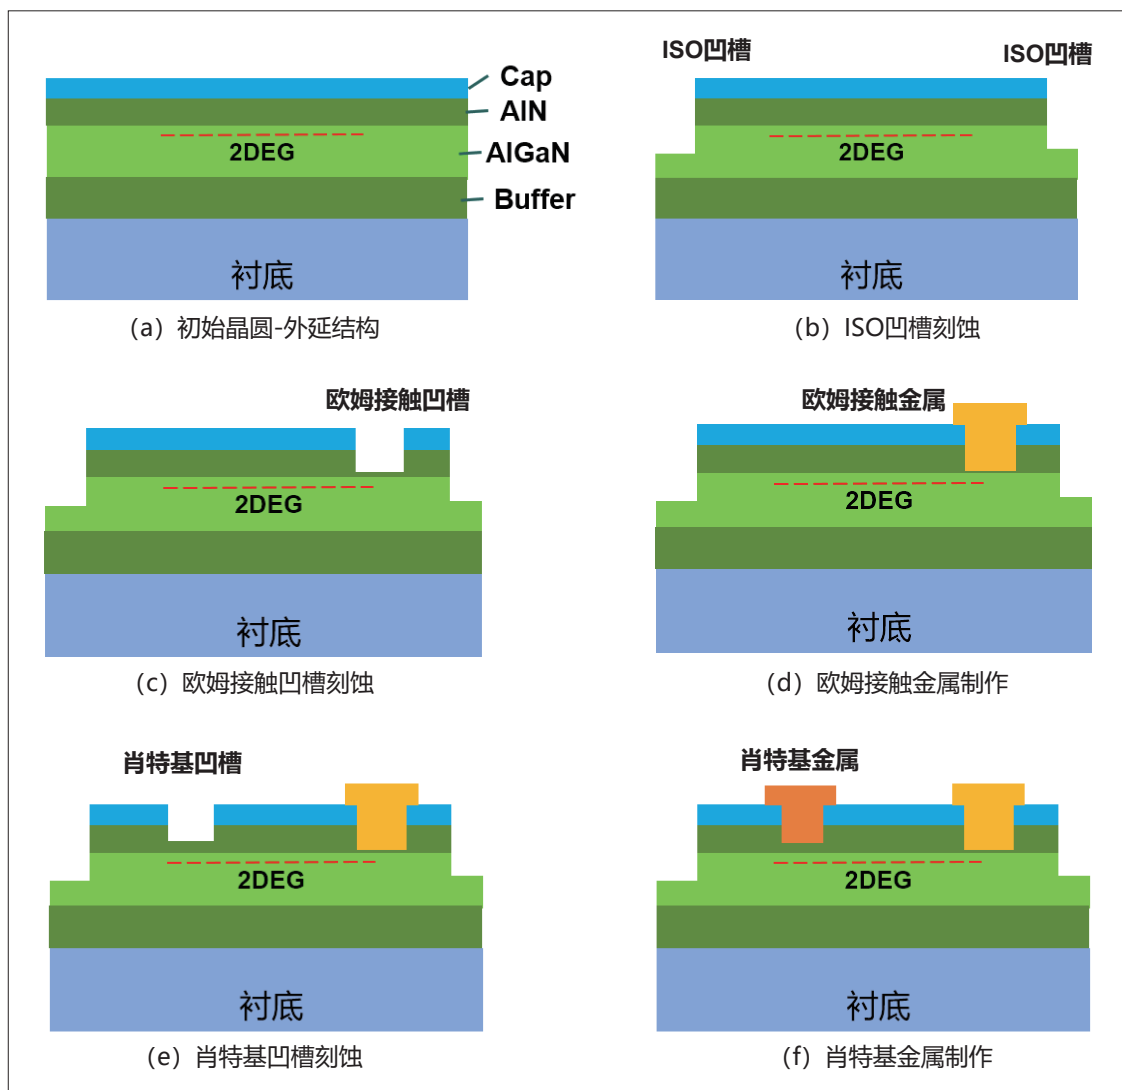 Cap
AlN
2DEG
AlGaN
Buffer
衬底
(a)初始晶圆-外延结构
ISO凹槽
ISO凹槽
2DEG
衬底
(b)ISO凹槽刻蚀
欧姆接触凹槽
2DEG
衬底
(c)欧姆接触凹槽刻蚀
欧姆接触金属
2DEG
衬底
(d)欧姆接触金属制作
肖特基凹槽
2DEG
衬底
(e)肖特基凹槽刻蚀
肖特基金属
2DEG
衬底
(f)肖特基金属制作